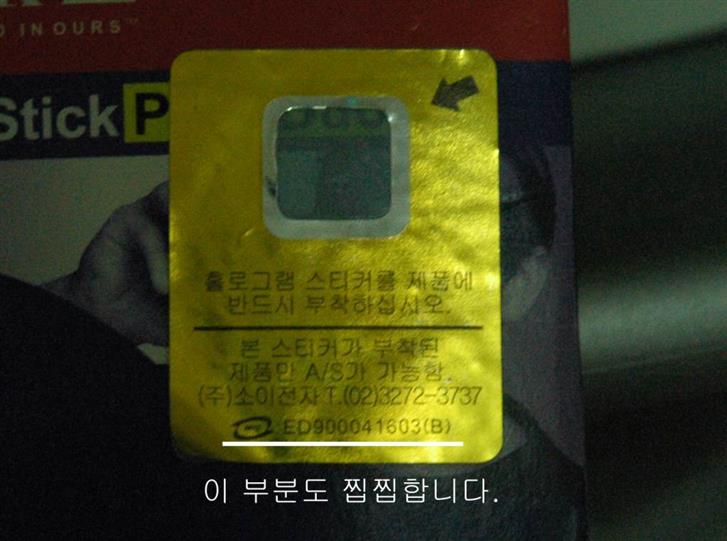 D IN OURS™
Stick P
홀로그램 스티커를 제품에
반드시 부착하십시오.
본 스티커가 부착된
제품만 A/S가 가능함.
(주)소이전자 T.(02)3272-3737
ED900041603(B)
이 부분도 찝찝합니다.